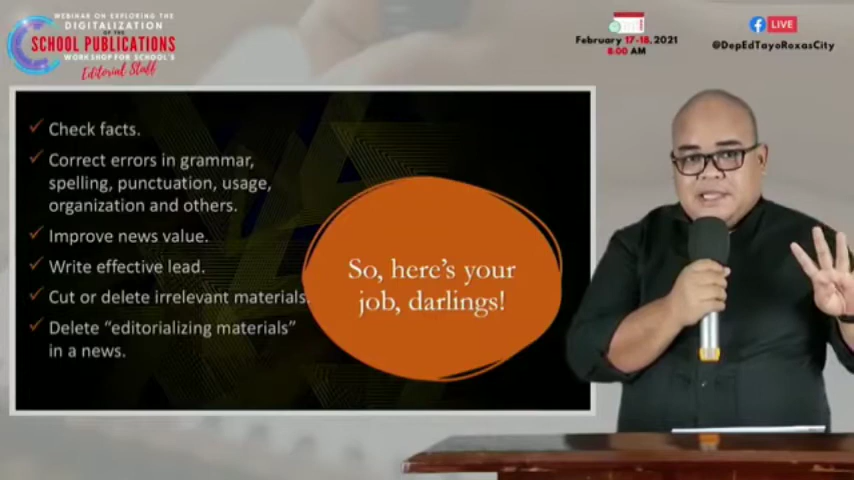 WEBINAR ON EXPLORING THE
DIGITALIZATION
OF THE
SCHOOL PUBLICATIONS
WORKSHOP FOR SCHOOL'S
Editorial Staff
February 17-18, 2021
8:00 AM
LIVE
@DepEdTayoRoxasCity
✓ Check facts.
✓ Correct errors in grammar,
spelling, punctuation, usage,
organization and others.
✓ Improve news value.
✓ Write effective lead.
✓ Cut or delete irrelevant materials.
✓ Delete “editorializing materials”
in a news.
So, here’s your
job, darlings!